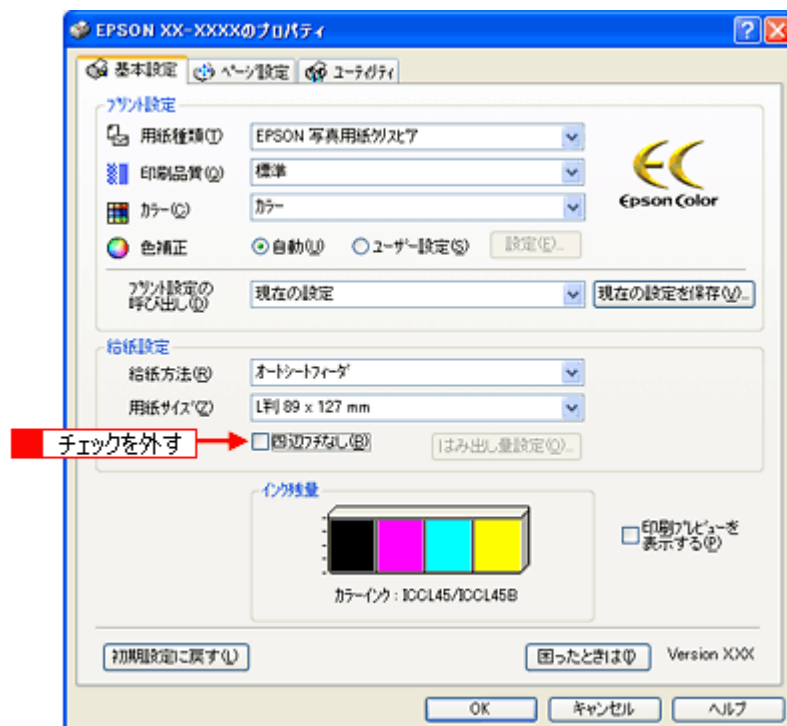 EPSON XX-XXXXのプロパティ
基本設定 ページ設定 ユーティリティ
プリント設定
用紙種類(T) EPSON 写真用紙クリスピア
印刷品質(Q) 標準
カラー(C) カラー
Epson Color
色補正 自動(U) ユーザー設定(S) 設定(E)...
プリント設定の
呼び出し(D) 現在の設定 現在の設定を保存(V)...
給紙設定
給紙方法(R) オートシートフィーダ
用紙サイズ(Z) L判 89 x 127 mm
チェックを外す 四辺フチなし(B) はみ出し量設定(O)...
インク残量
印刷プレビューを
表示する(P)
カラーインク : ICCL45/ICCL45B
初期設定に戻す(L) 困ったときは(I) Version XXX
OK キャンセル ヘルプ